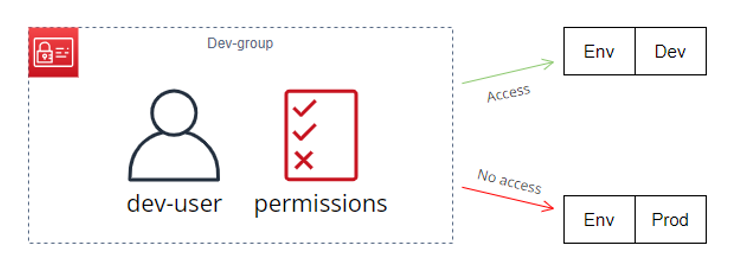 Dev-group
dev-user
permissions
Access
No access
Env Dev
Env Prod